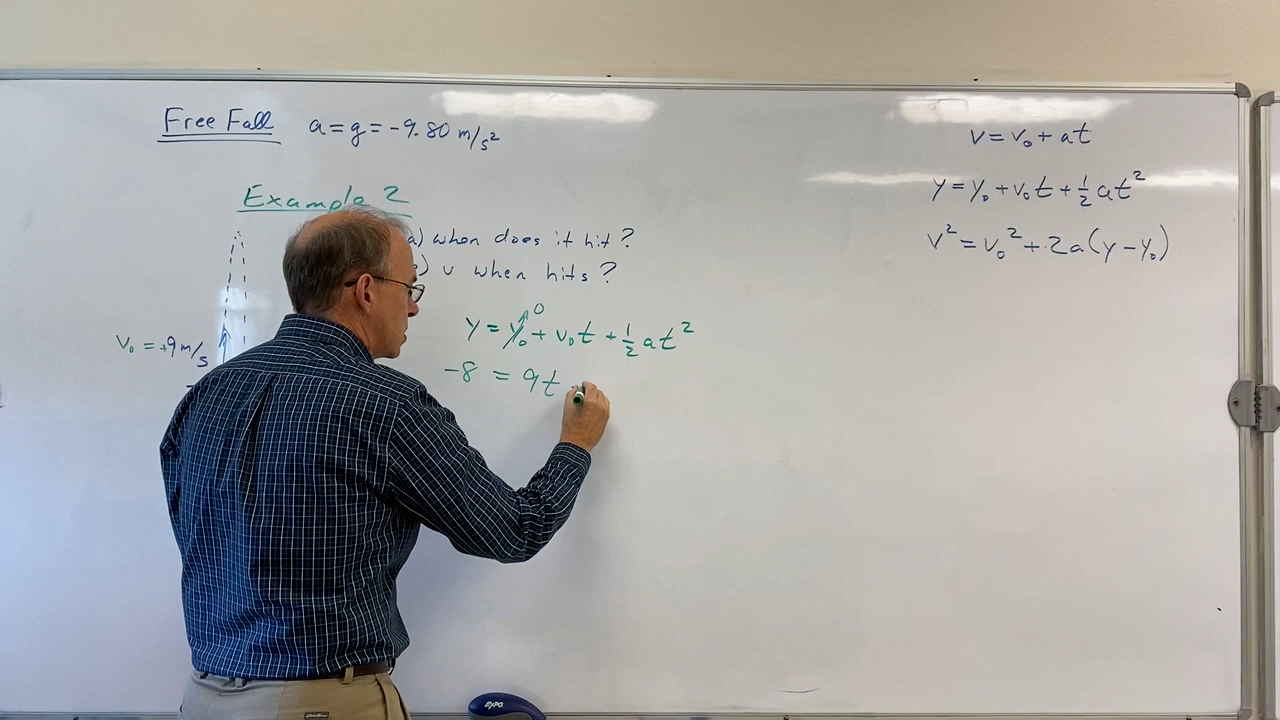 Free Fall a = g = -9.80 m/s²
Example 2
a) when does it hit?
) v when hits?
y = y₀ ↗0 + v₀t + ½at²
v₀ = +9 m/s
-8 = 9t
v = v₀ + at
y = y₀ + v₀t + ½at²
v² = v₀² + 2a(y - y₀)
EXPO